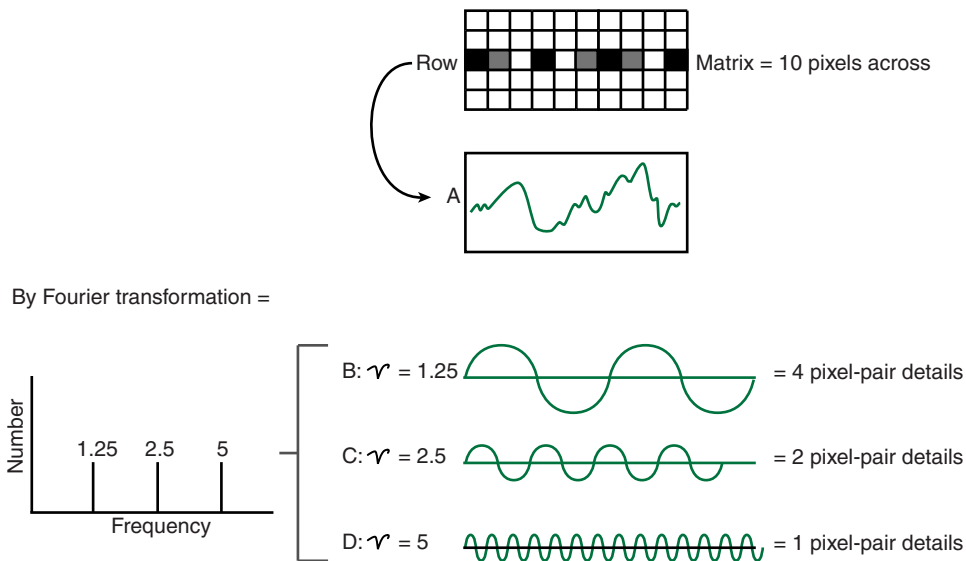 Row
Matrix = 10 pixels across
A
By Fourier transformation =
Number
1.25 2.5 5
Frequency
B: 𝒱 = 1.25
= 4 pixel-pair details
C: 𝒱 = 2.5
= 2 pixel-pair details
D: 𝒱 = 5
= 1 pixel-pair details